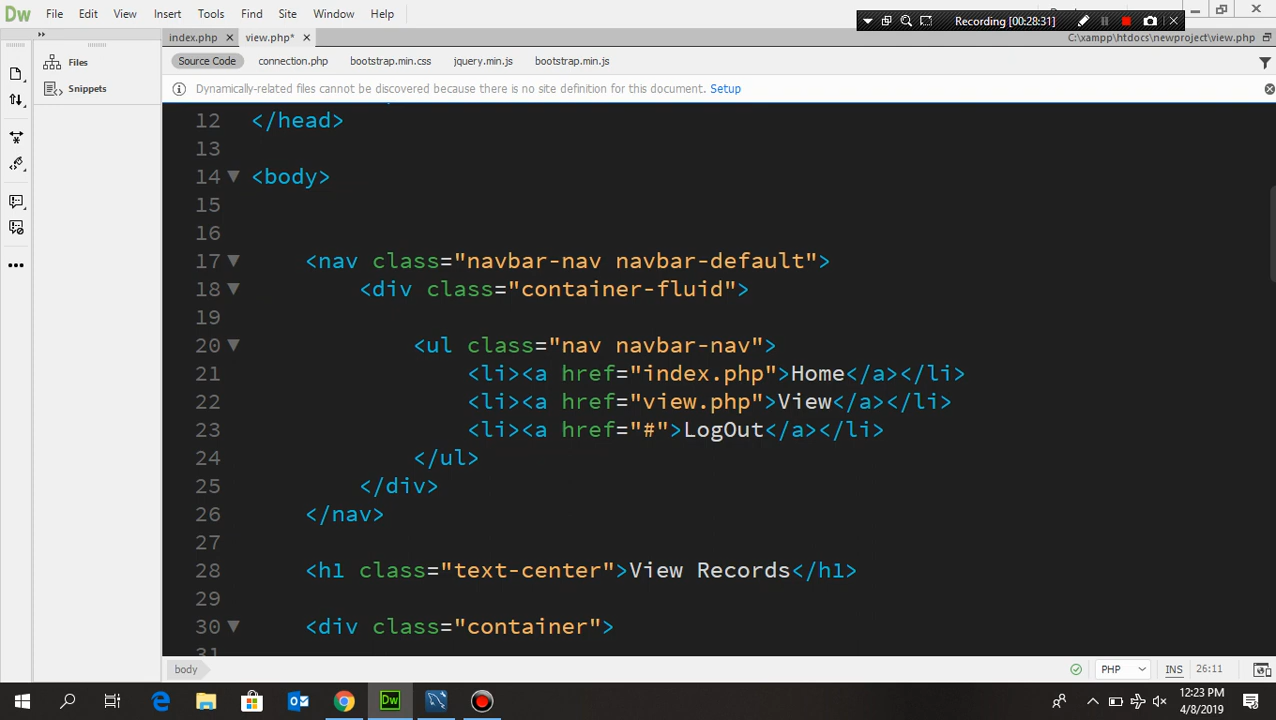 Dw File Edit View Insert Tools Find Site Window Help
Recording [00:28:31]
index.php view.php*
C:\xampp\htdocs\newproject\view.php
Files
Snippets
Source Code connection.php bootstrap.min.css jquery.min.js bootstrap.min.js
Dynamically-related files cannot be discovered because there is no site definition for this document. Setup
12 </head>
13
14 <body>
15
16
17 <nav class="navbar-nav navbar-default">
18 <div class="container-fluid">
19
20 <ul class="nav navbar-nav">
21 <li><a href="index.php">Home</a></li>
22 <li><a href="view.php">View</a></li>
23 <li><a href="#">LogOut</a></li>
24 </ul>
25 </div>
26 </nav>
27
28 <h1 class="text-center">View Records</h1>
29
30 <div class="container">
body
PHP INS 26:11
Dw
12:23 PM
4/8/2019